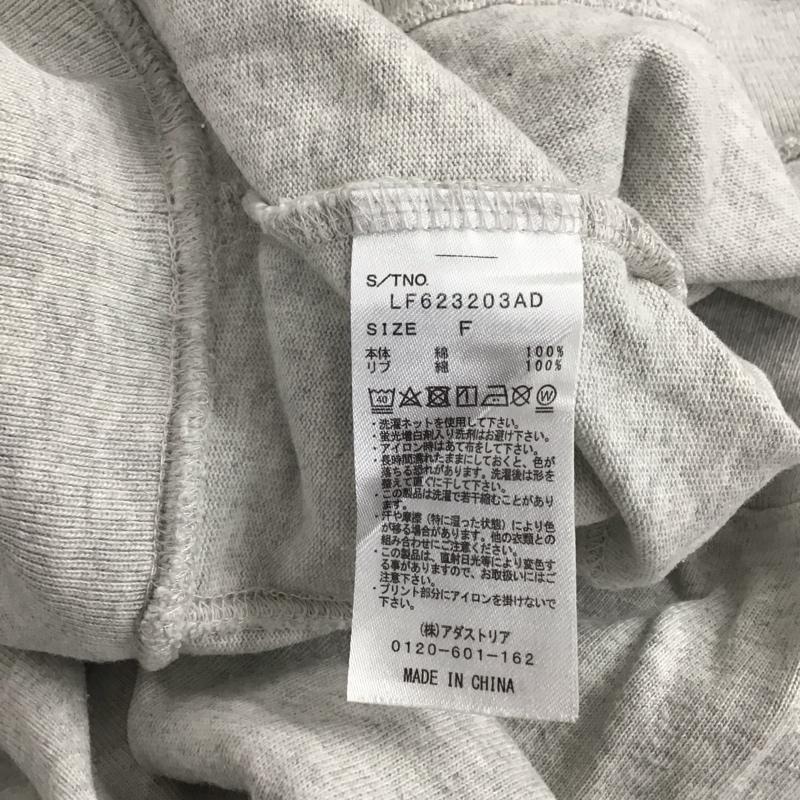 S/TNO.
LF623203AD
SIZE F
本体 綿 100%
リブ 綿 100%
40 W
・洗濯ネットを使用して下さい。
・蛍光増白剤入り洗剤はお避け下さい。
・アイロン時はあて布をして下さい。
・長時間濡れたままにしておくと、色が
落ちる恐れがあります。洗濯後は形を
整えて直ぐに干して下さい。
・この製品は洗濯で若干縮むことがあり
ます。
・汗や摩擦（特に湿った状態）により色
が移る場合があります。他の衣類との
組み合わせにご注意ください。
・この製品は、直射日光等により変色す
る事がありますので、お取扱いにはご
注意下さい。
・プリント部分にアイロンを掛けないで
下さい。
(株)アダストリア
0120-601-162
MADE IN CHINA